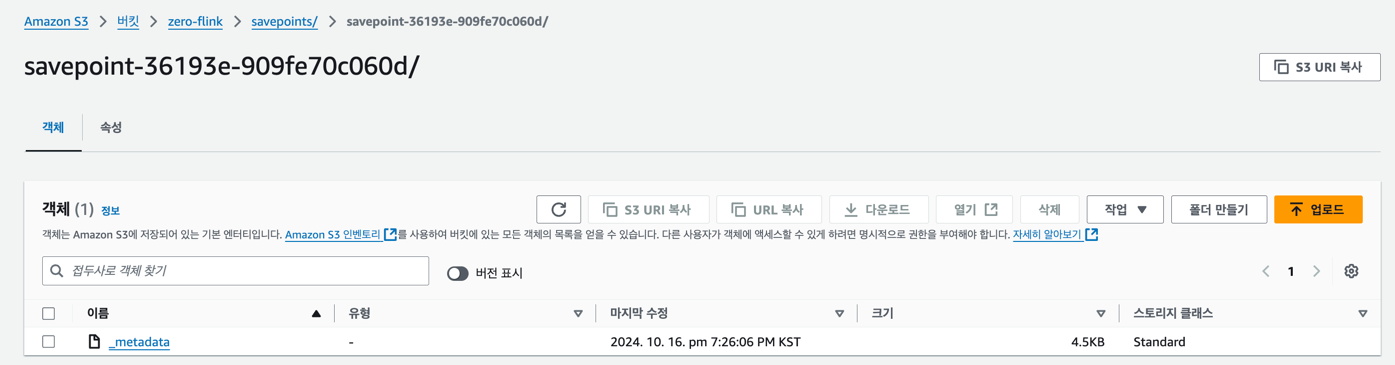 Amazon S3 > 버킷 > zero-flink > savepoints/ > savepoint-36193e-909fe70c060d/
savepoint-36193e-909fe70c060d/
S3 URI 복사
객체 속성
객체 (1) 정보
S3 URI 복사 URL 복사 다운로드 열기 삭제 작업 폴더 만들기 업로드
객체는 Amazon S3에 저장되어 있는 기본 엔터티입니다. Amazon S3 인벤토리를 사용하여 버킷에 있는 모든 객체의 목록을 얻을 수 있습니다. 다른 사용자가 객체에 액세스할 수 있게 하려면 명시적으로 권한을 부여해야 합니다. 자세히 알아보기
접두사로 객체 찾기 버전 표시 1
이름 유형 마지막 수정 크기 스토리지 클래스
_metadata - 2024. 10. 16. pm 7:26:06 PM KST 4.5KB Standard